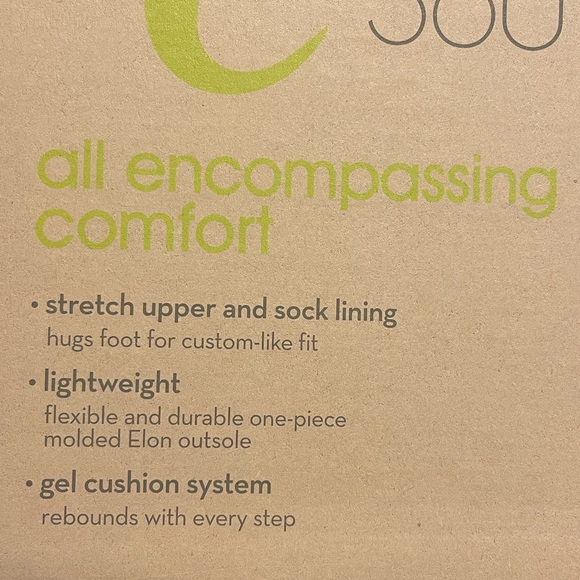 all encompassing
comfort
• stretch upper and sock lining
hugs foot for custom-like fit
• lightweight
flexible and durable one-piece
molded Elon outsole
• gel cushion system
rebounds with every step